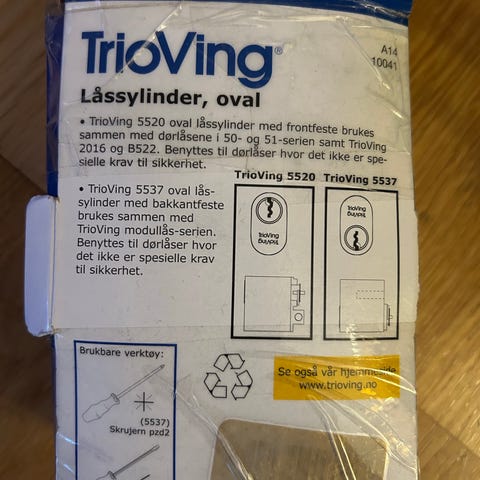 TrioVing®
A14
10041
Låssylinder, oval
• TrioVing 5520 oval låssylinder med frontfeste brukes
sammen med dørlåsene i 50- og 51-serien samt TrioVing
2016 og B522. Benyttes til dørlåser hvor det ikke er spe-
sielle krav til sikkerhet.
• TrioVing 5537 oval lås-
sylinder med bakkantfeste
brukes sammen med
TrioVing modullås-serien.
Benyttes til dørlåser hvor
det ikke er spesielle krav
til sikkerhet.
TrioVing 5520
TrioVing 5537
TrioVing
TrioVing
TrioVing
TrioVing
Brukbare verktøy:
(5537)
Skrujern pzd2
Se også vår hjemmeside
www.trioving.no